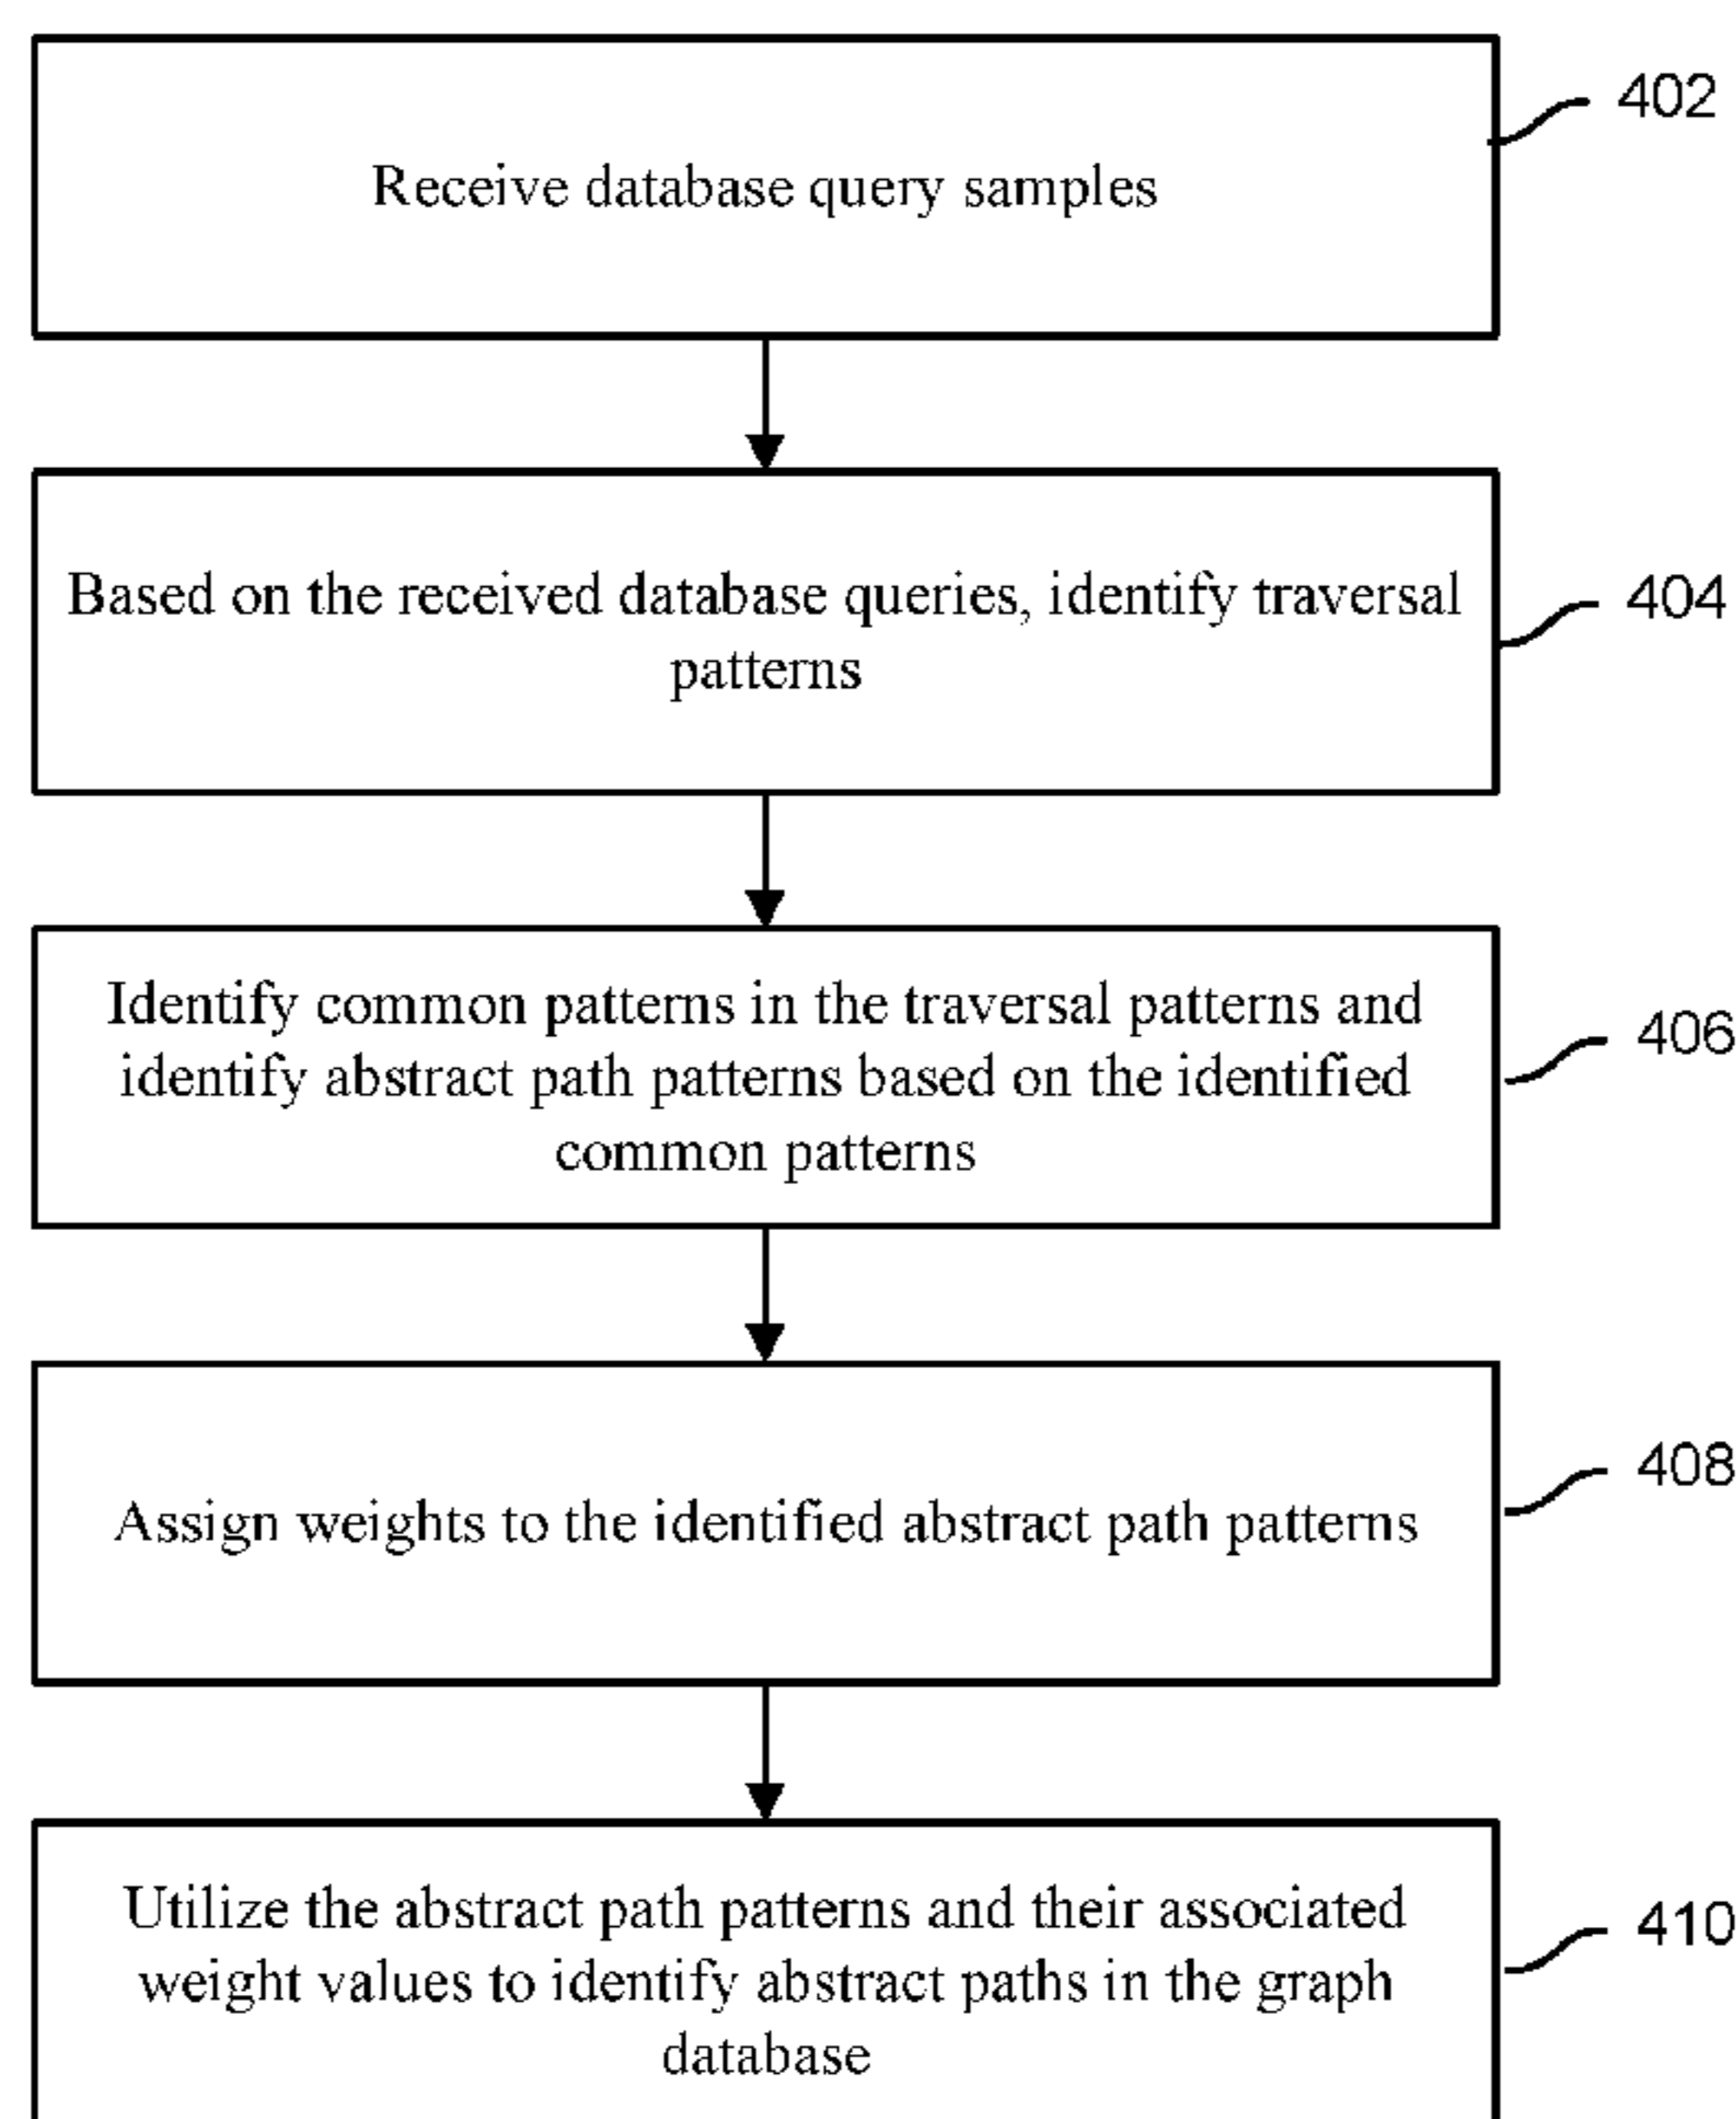 Receive database query samples
402
Based on the received database queries, identify traversal
patterns
404
Identify common patterns in the traversal patterns and
identify abstract path patterns based on the identified
common patterns
406
Assign weights to the identified abstract path patterns
408
Utilize the abstract path patterns and their associated
weight values to identify abstract paths in the graph
database
410